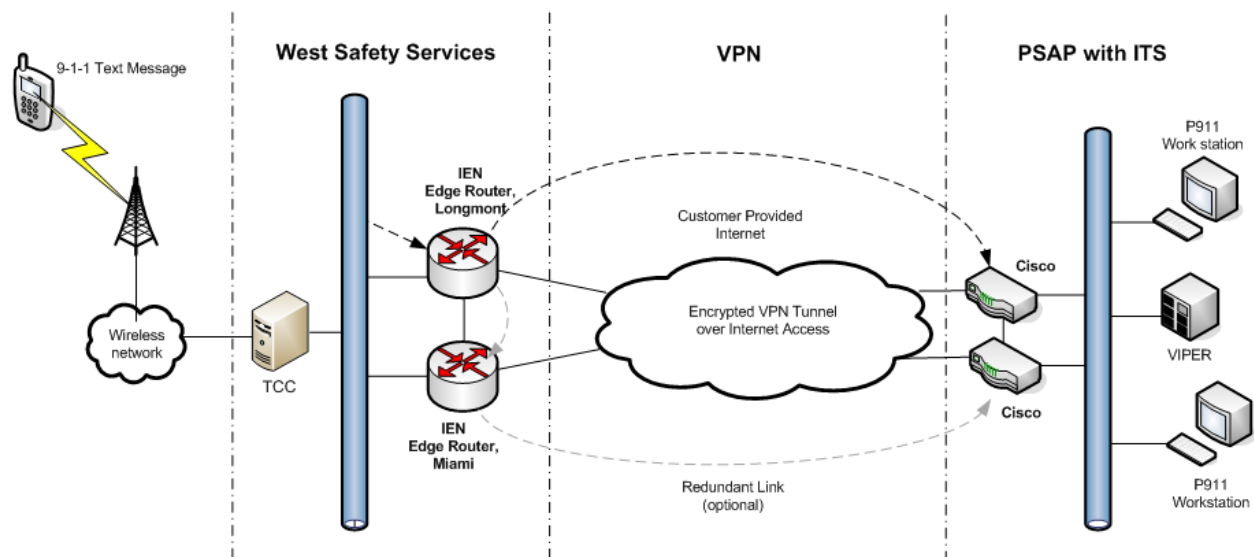 West Safety Services
VPN
PSAP with ITS
9-1-1 Text Message
P911
Work station
IEN
Edge Router,
Longmont
Customer Provided
Internet
Cisco
Wireless
network
Encrypted VPN Tunnel
over Internet Access
TCC
VIPER
Cisco
IEN
Edge Router,
Miami
Redundant Link
(optional)
P911
Workstation